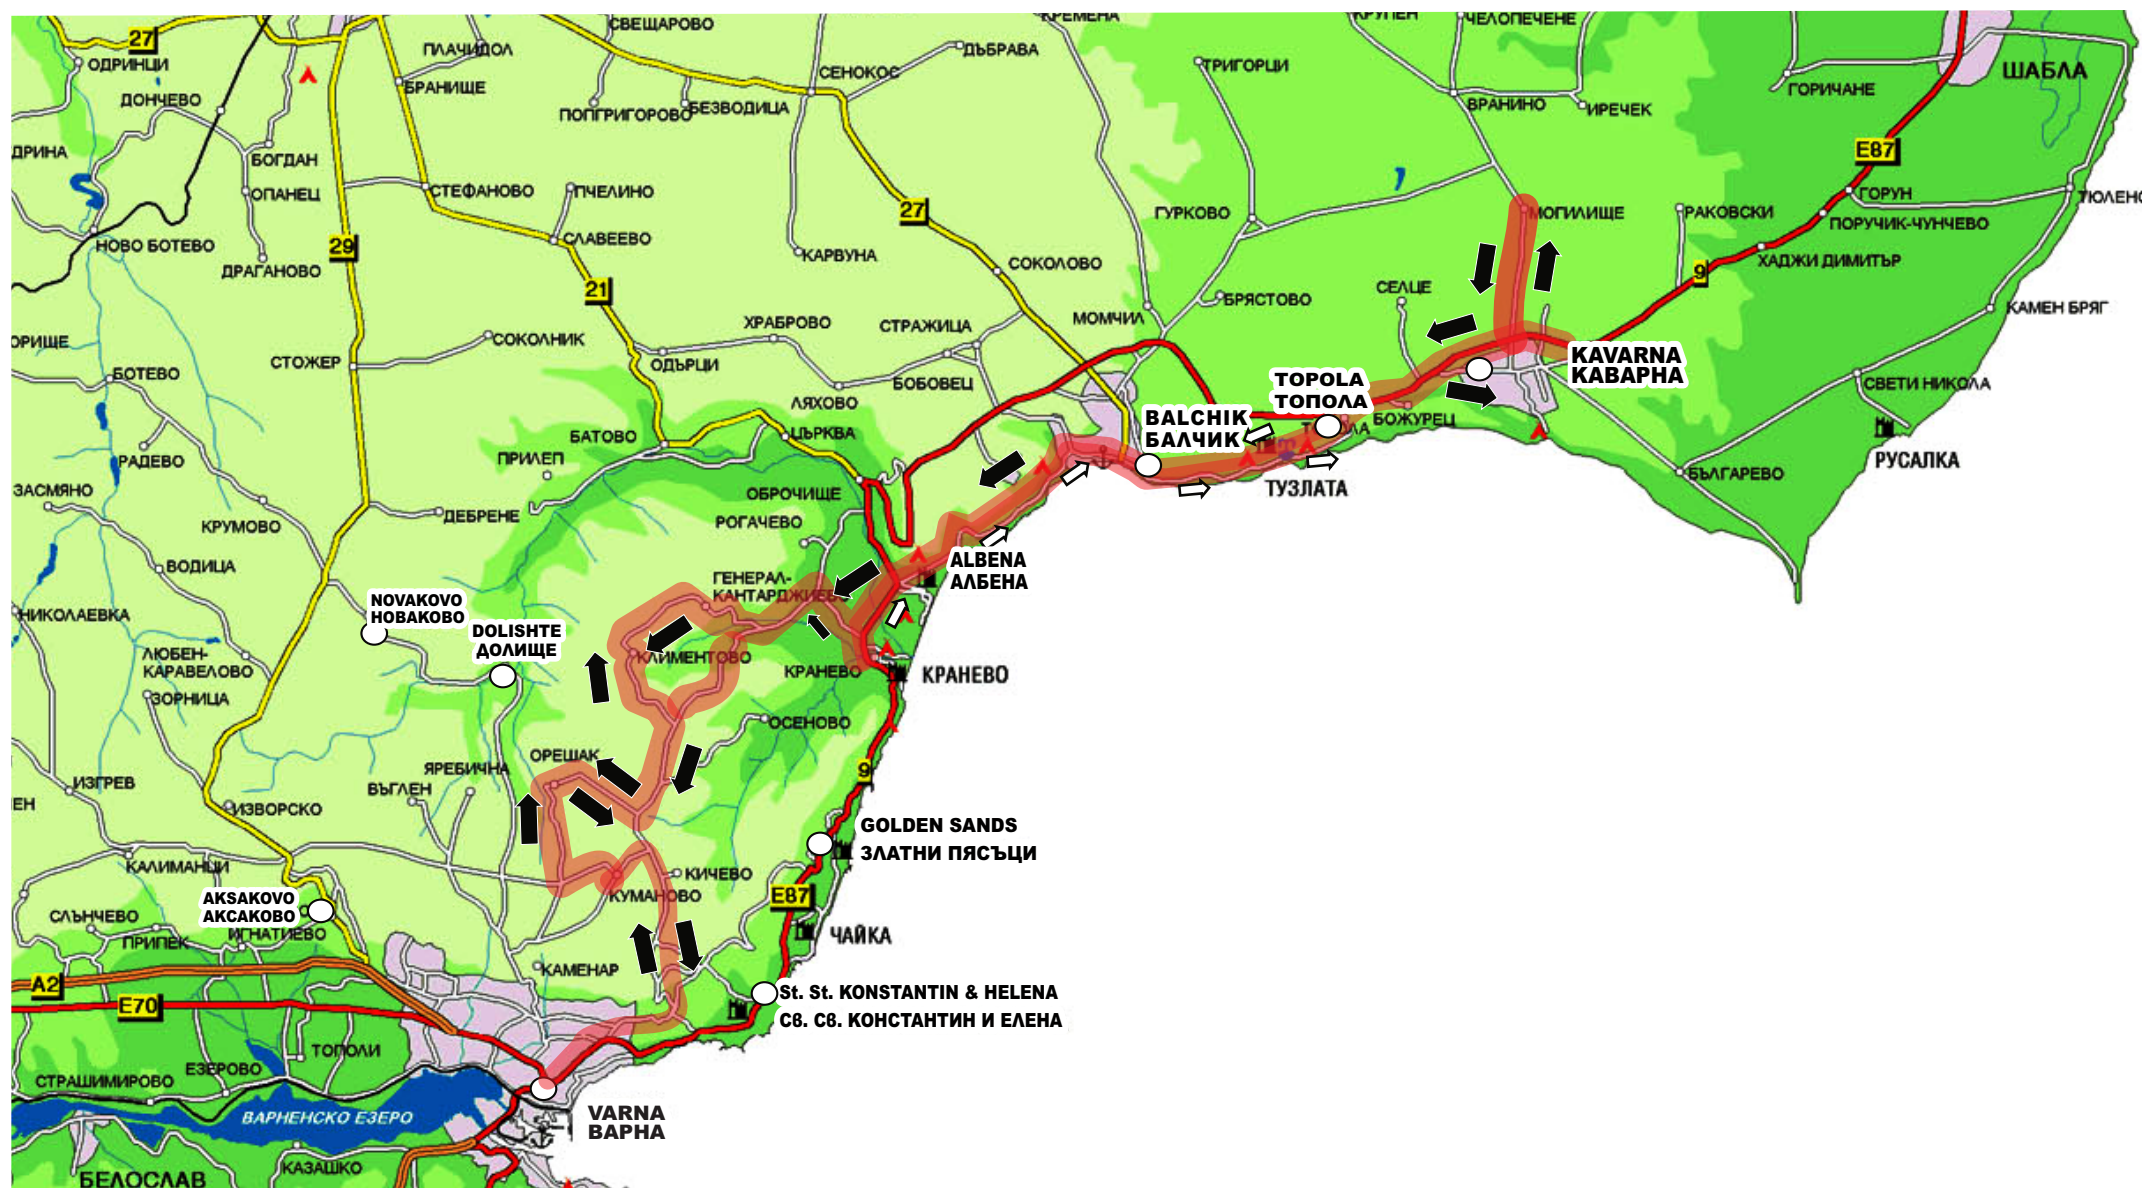 27
ОДРИНЦИ
ПЛАЧИДОЛ
СВЕЩАРОВО
КРЕМЕНА
ДЪБРАВА
КРУПЕН
ЧЕЛОПЕЧЕНЕ
БРАНИЩЕ
СЕНОКОС
ТРИГОРЦИ
ШАБЛА
ДОНЧЕВО
ПОПГРИГОРОВО
БЕЗВОДИЦА
ВРАНИНО
ИРЕЧЕК
ГОРИЧАНЕ
ДРИНА
БОГДАН
E87
ОПАНЕЦ
СТЕФАНОВО
ПЧЕЛИНО
27
ГУРКОВО
МОГИЛИЩЕ
РАКОВСКИ
ГОРУН
ТЮЛЕНО
ПОРУЧИК-ЧУНЧЕВО
НОВО БОТЕВО
29
СЛАВЕЕВО
КАРВУНА
СОКОЛОВО
ХАДЖИ ДИМИТЪР
ДРАГАНОВО
21
9
СЕЛЦЕ
БРЯСТОВО
КАМЕН БРЯГ
МОМЧИЛ
ХРАБРОВО
СТРАЖИЦА
ОРИЩЕ
СОКОЛНИК
СТОЖЕР
ОДЪРЦИ
KAVARNA
КАВАРНА
БОТЕВО
БОБОВЕЦ
TOPOLA
ТОПОЛА
СВЕТИ НИКОЛА
ЛЯХОВО
BALCHIK
БАЛЧИК
БОЖУРЕЦ
ЦЪРКВА
БАТОВО
РАДЕВО
ПРИЛЕП
РУСАЛКА
БЪЛГАРЕВО
ЗАСМЯНО
ОБРОЧИЩЕ
ТУЗЛАТА
КРУМОВО
ДЕБРЕНЕ
РОГАЧЕВО
ВОДИЦА
ALBENA
АЛБЕНА
ГЕНЕРАЛ-
КАНТАРДЖИЕВО
NOVAKOVO
НОВАКОВО
НИКОЛАЕВКА
DOLISHTE
ДОЛИЩЕ
ЛЮБЕН-
КАРАВЕЛОВО
КЛИМЕНТОВО
КРАНЕВО
КРАНЕВО
ЗОРНИЦА
ОСЕНОВО
ОРЕШАК
ЯРЕБИЧНА
9
ИЗГРЕВ
ВЪГЛЕН
ЕН
ИЗВОРСКО
GOLDEN SANDS
ЗЛАТНИ ПЯСЪЦИ
КАЛИМАНЦИ
КИЧЕВО
КУМАНОВО
E87
AKSAKOVO
АКСАКОВО
СЛЪНЧЕВО
ИГНАТИЕВО
ПРИПЕК
ЧАЙКА
КАМЕНАР
A2
E70
St. St. KONSTANTIN & HELENA
Св. Св. КОНСТАНТИН И ЕЛЕНА
ТОПОЛИ
ЕЗЕРОВО
СТРАШИМИРОВО
ВАРНЕНСКО ЕЗЕРО
VARNA
ВАРНА
КАЗАШКО
БЕЛОСЛАВ